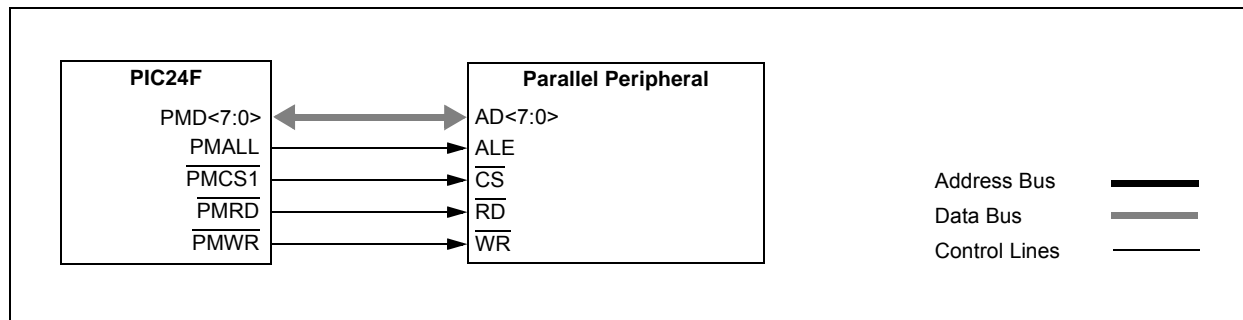 PIC24F
PMD<7:0>
PMALL
PMCS1
PMRD
PMWR
Parallel Peripheral
AD<7:0>
ALE
CS
RD
WR
Address Bus
Data Bus
Control Lines